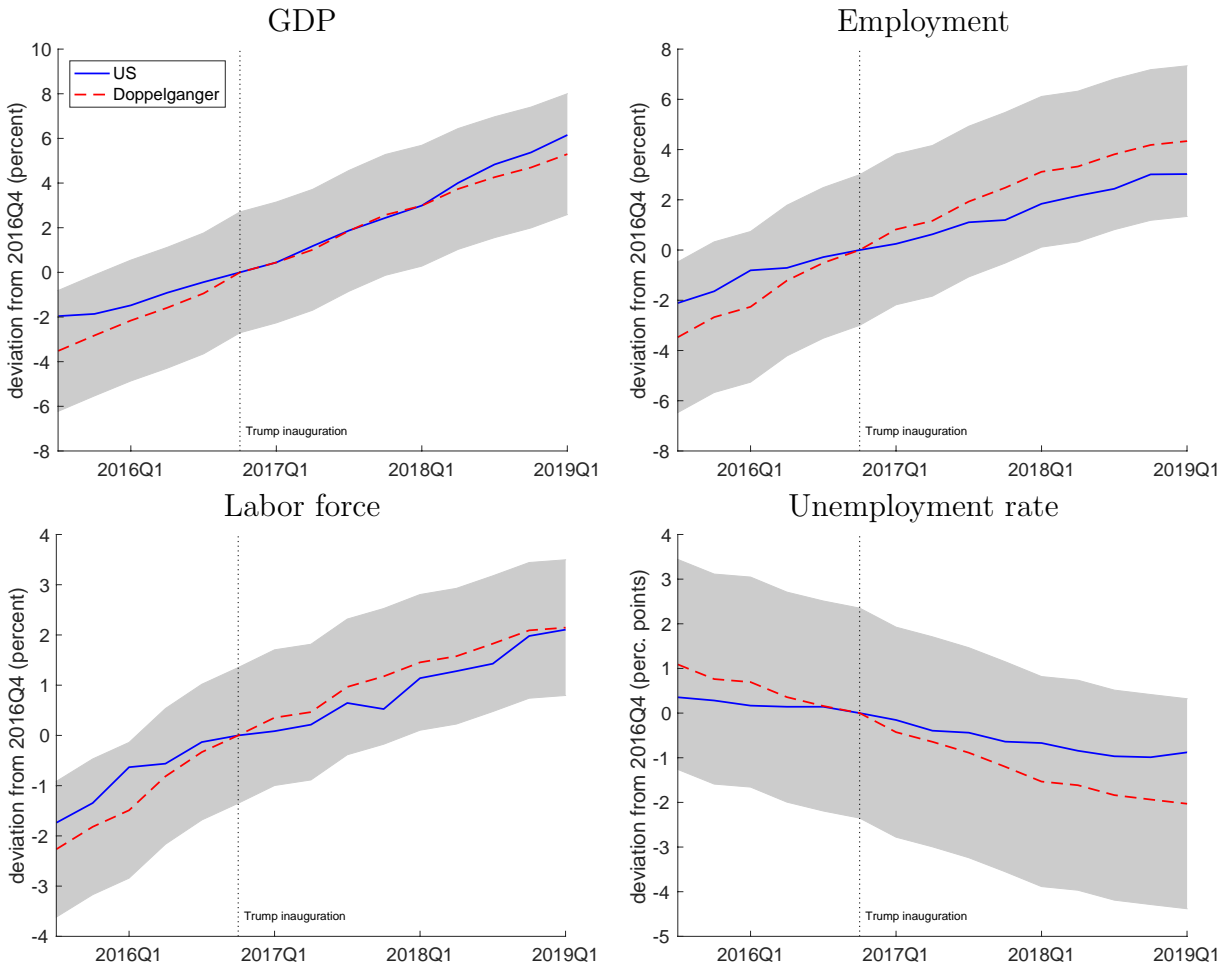 GDP
deviation from 2016Q4 (percent)
10
8
6
4
2
0
-2
-4
-6
-8
US
Doppelganger
Trump inauguration
2016Q1 2017Q1 2018Q1 2019Q1
Employment
deviation from 2016Q4 (percent)
8
6
4
2
0
-2
-4
-6
-8
Trump inauguration
2016Q1 2017Q1 2018Q1 2019Q1
Labor force
deviation from 2016Q4 (percent)
4
3
2
1
0
-1
-2
-3
-4
Trump inauguration
2016Q1 2017Q1 2018Q1 2019Q1
Unemployment rate
deviation from 2016Q4 (perc. points)
4
3
2
1
0
-1
-2
-3
-4
-5
Trump inauguration
2016Q1 2017Q1 2018Q1 2019Q1